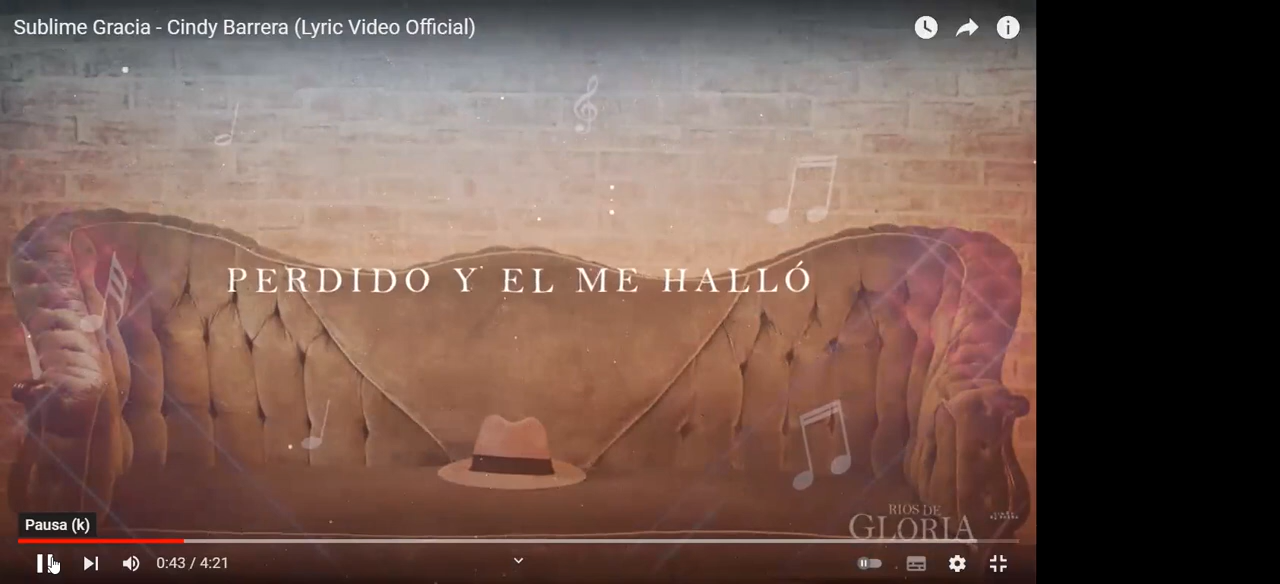 Sublime Gracia - Cindy Barrera (Lyric Video Official)
PERDIDO Y EL ME HALLÓ
RIOS DE
GLORIA
Pausa (k)
0:43 / 4:21